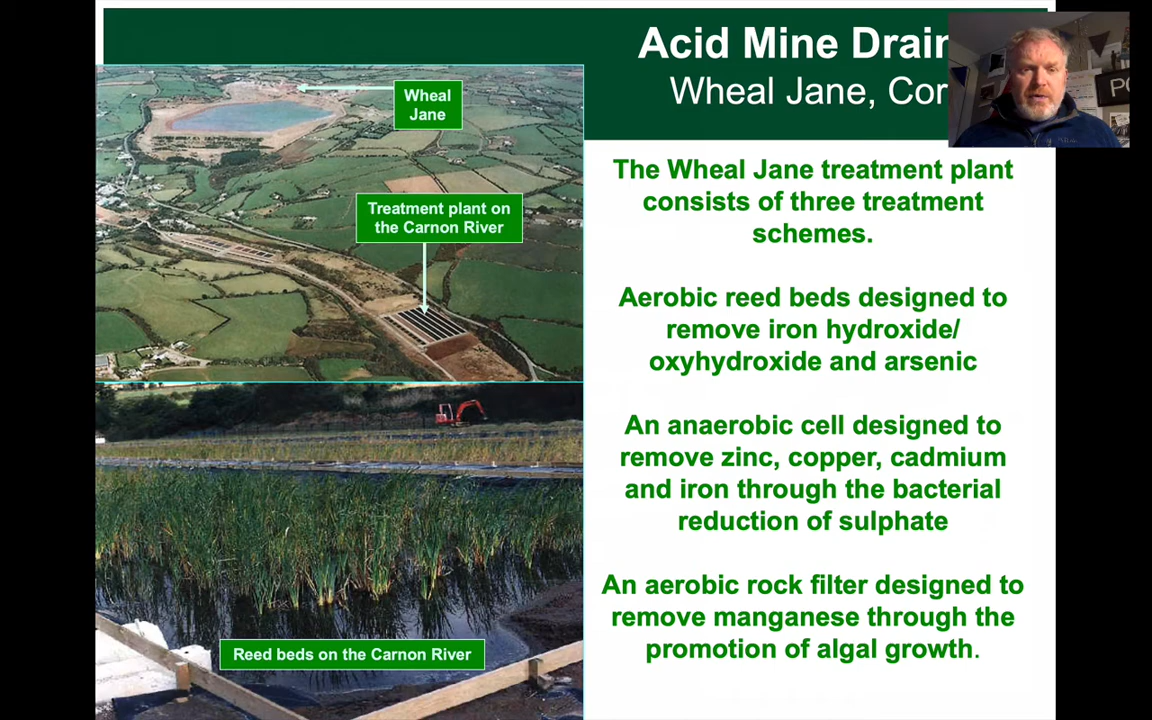 Acid Mine Drain
Wheal Jane, Cor
Wheal
Jane
Treatment plant on
the Carnon River
The Wheal Jane treatment plant
consists of three treatment
schemes.
Aerobic reed beds designed to
remove iron hydroxide/
oxyhydroxide and arsenic
An anaerobic cell designed to
remove zinc, copper, cadmium
and iron through the bacterial
reduction of sulphate
An aerobic rock filter designed to
remove manganese through the
promotion of algal growth.
Reed beds on the Carnon River